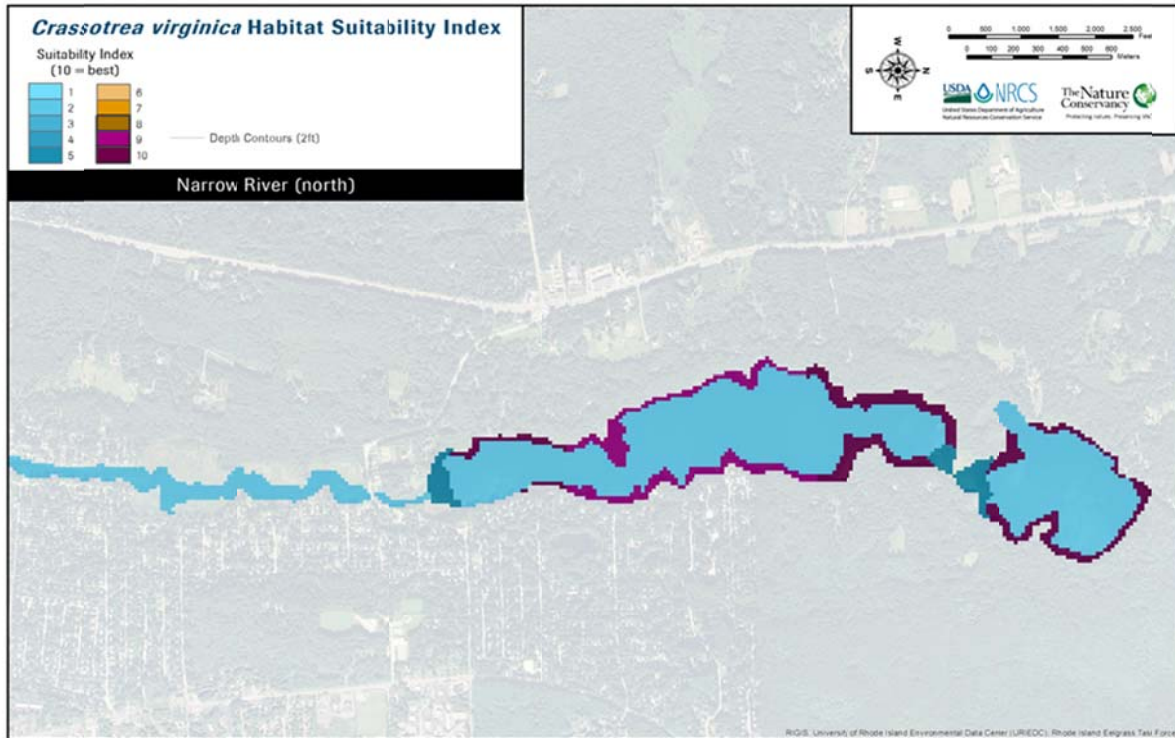 Crassotrea virginica Habitat Suitability Index
Suitability Index
(10 = best)
1
2
3
4
5
6
7
8
9
10
Depth Contours (2ft)
Narrow River (north)
W
S
N
E
0 500 1.000 1.500 2.000 2.500
Feet
0 100 200 300 400 500 600
Meters
USDA NRCS
United States Department of Agriculture
Natural Resources Conservation Service
The Nature
Conservancy
Protecting nature. Preserving life.
RIGIS, University of Rhode Island Environmental Data Center (URIEDC), Rhode Island Eelgrass Task Forc